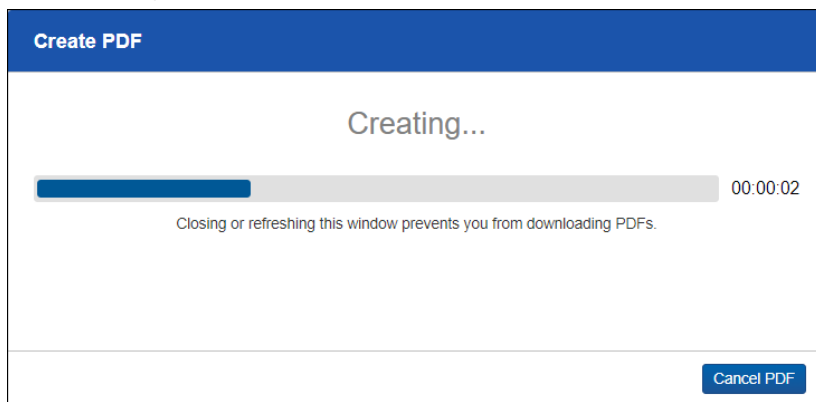 Create PDF
Creating...
00:00:02
Closing or refreshing this window prevents you from downloading PDFs.
Cancel PDF